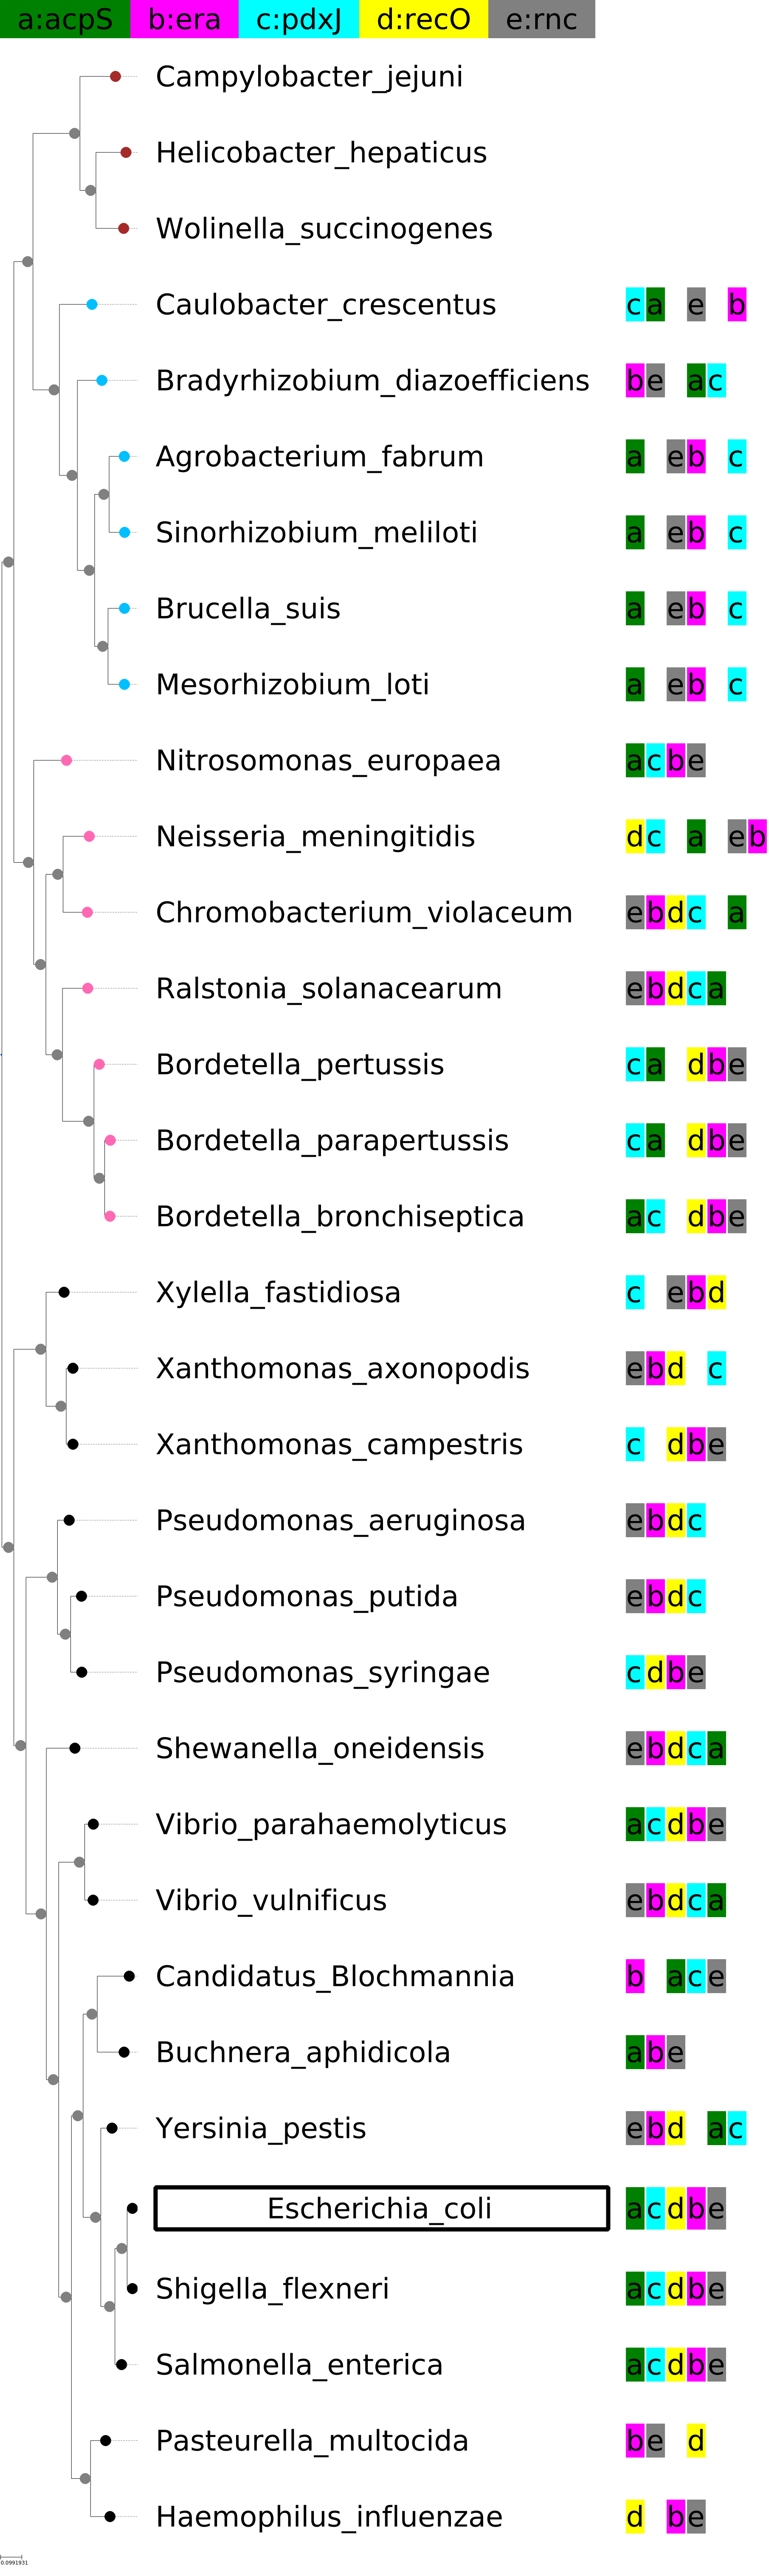 a:acpS b:era c:pdxJ d:recO e:rnc
Campylobacter_jejuni
Helicobacter_hepaticus
Wolinella_succinogenes
Caulobacter_crescentus ca e b
Bradyrhizobium_diazoefficiens be ac
Agrobacterium_fabrum a eb c
Sinorhizobium_meliloti a eb c
Brucella_suis a eb c
Mesorhizobium_loti a eb c
Nitrosomonas_europaea acbe
Neisseria_meningitidis dc a eb
Chromobacterium_violaceum ebdc a
Ralstonia_solanacearum ebdca
Bordetella_pertussis ca dbe
Bordetella_parapertussis ca dbe
Bordetella_bronchiseptica ac dbe
Xylella_fastidiosa c ebd
Xanthomonas_axonopodis ebd c
Xanthomonas_campestris c dbe
Pseudomonas_aeruginosa ebdc
Pseudomonas_putida ebdc
Pseudomonas_syringae cdbe
Shewanella_oneidensis ebdca
Vibrio_parahaemolyticus acdbe
Vibrio_vulnificus ebdca
Candidatus_Blochmannia b ace
Buchnera_aphidicola abe
Yersinia_pestis ebd ac
Escherichia_coli acdbe
Shigella_flexneri acdbe
Salmonella_enterica acdbe
Pasteurella_multocida be d
Haemophilus_influenzae d be
0.0991931